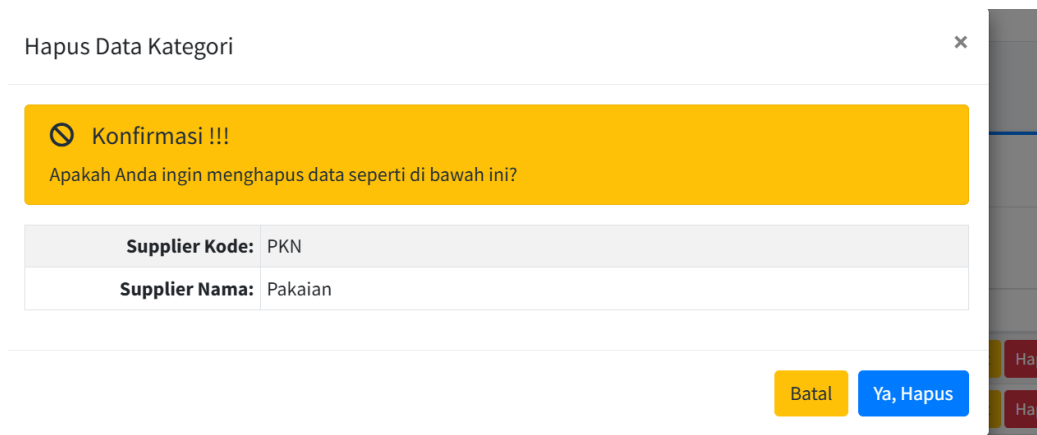 Hapus Data Kategori ×
Konfirmasi !!!
Apakah Anda ingin menghapus data seperti di bawah ini?
Supplier Kode: PKN
Supplier Nama: Pakaian
Batal Ya, Hapus